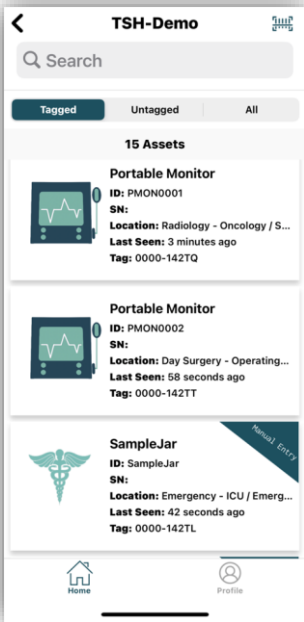 TSH-Demo
Search
Tagged Untagged All
15 Assets
Portable Monitor
ID: PMON0001
SN:
Location: Radiology - Oncology / S...
Last Seen: 3 minutes ago
Tag: 0000-142TQ
Portable Monitor
ID: PMON0002
SN:
Location: Day Surgery - Operating...
Last Seen: 58 seconds ago
Tag: 0000-142TT
SampleJar
Manual Entry
ID: SampleJar
SN:
Location: Emergency - ICU / Emerg...
Last Seen: 42 seconds ago
Tag: 0000-142TL
Home Profile